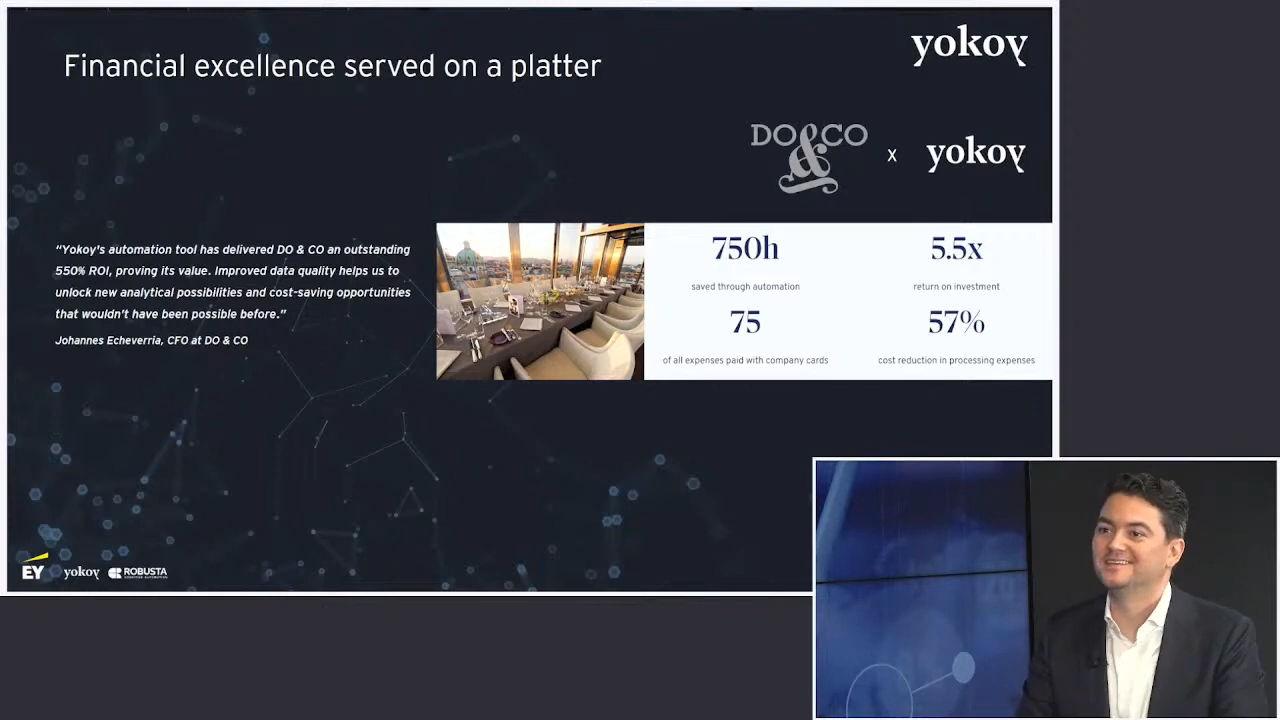 Financial excellence served on a platter
yokoy
DO&CO
x
yokoy
“Yokoy's automation tool has delivered DO & CO an outstanding
550% ROI, proving its value. Improved data quality helps us to
unlock new analytical possibilities and cost-saving opportunities
that wouldn't have been possible before.”
Johannes Echeverria, CFO at DO & CO
750h
saved through automation
5.5x
return on investment
75
of all expenses paid with company cards
57%
cost reduction in processing expenses
EY
yokoy
ROBUSTA